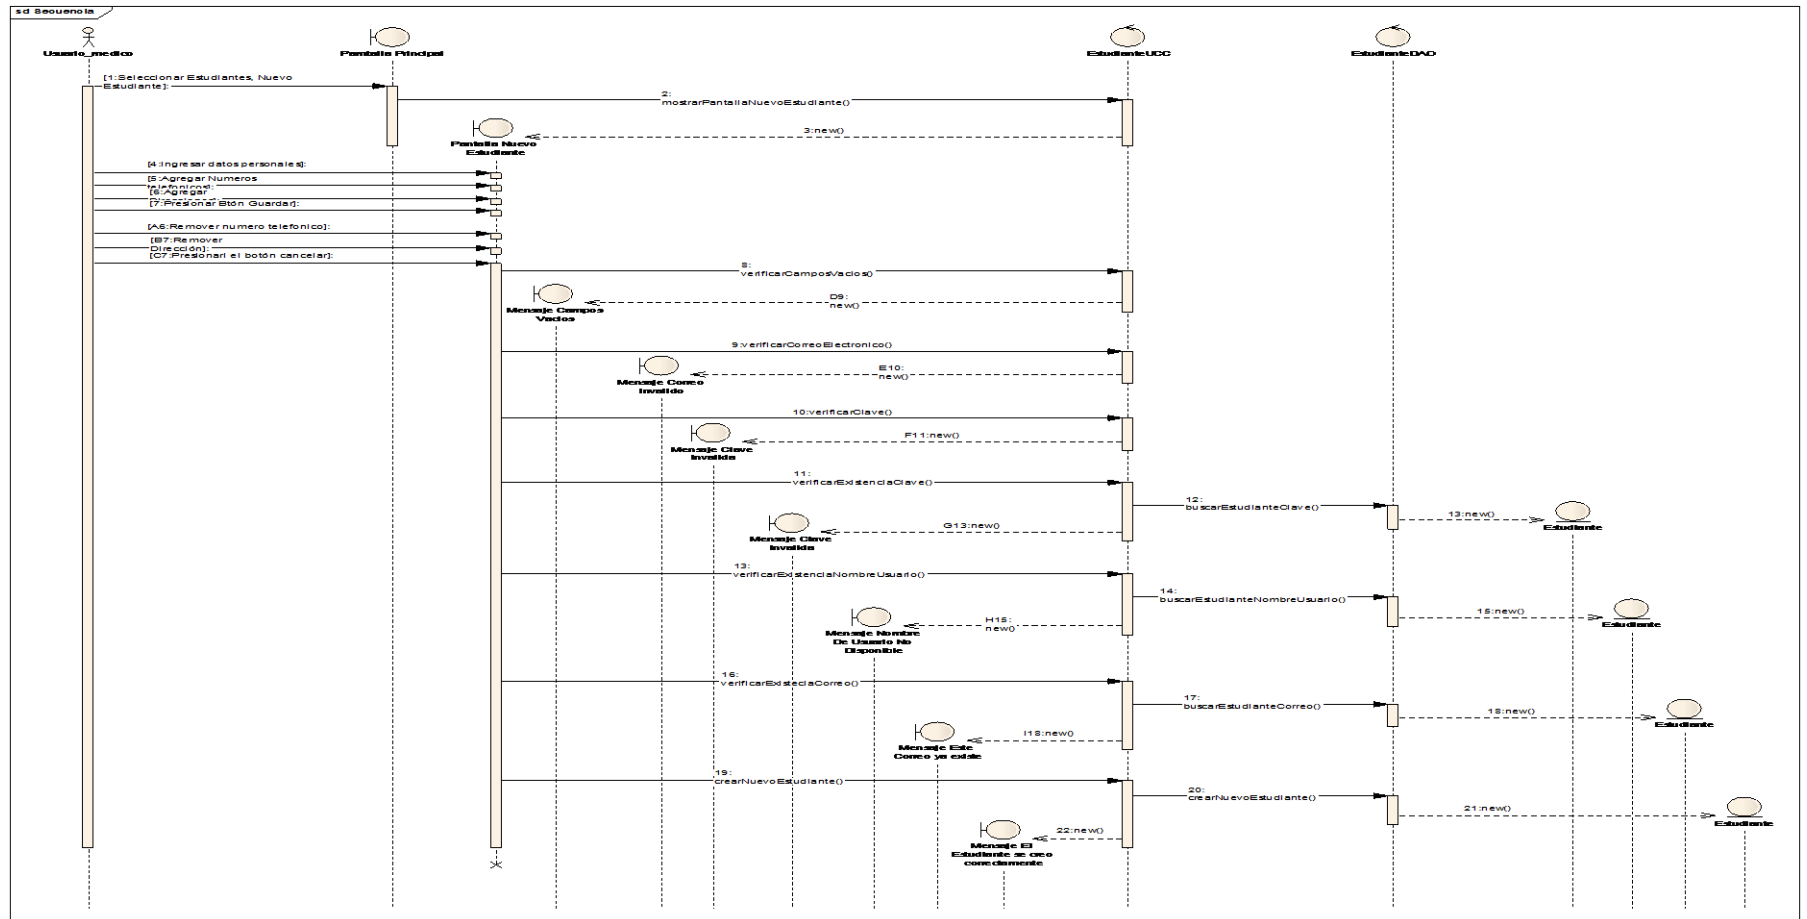 sd Secuencia
Usuario_medico
Pantalla Principal
EstudianteUCC
EstudianteDAO
[1:Seleccionar Estudiantes, Nuevo
Estudiante]:
2:
mostrarPantallaNuevoEstudiante()
3:new()
Pantalla Nuevo
Estudiante
[4:Ingresar datos personales]:
[5:Agregar Numeros
telefonicos]:
[6:Agregar
[7:Presionar Btón Guardar]:
[A6:Remover numero telefonico]:
[B7:Remover
Dirección]:
[C7:Presionarl el botón cancelar]:
8:
verificarCamposVacios()
D9:
new()
Mensaje Campos
Vacios
9:verificarCorreoElectronico()
E10:
new()
Mensaje Correo
Invalido
10:verificarClave()
F11:new()
Mensaje Clave
Invalida
11:
verificarExistenciaClave()
12:
buscarEstudianteClave()
13:new()
Estudiante
G13:new()
Mensaje Clave
Invalida
13:
verificarExistenciaNombreUsuario()
14:
buscarEstudianteNombreUsuario()
15:new()
Estudiante
H15:
new()
Mensaje Nombre
De Usuario No
Disponible
16:
verificarExisteciaCorreo()
17:
buscarEstudianteCorreo()
18:new()
Estudiante
I18:new()
Mensaje Este
Correo ya existe
19:
crearNuevoEstudiante()
20:
crearNuevoEstudiante()
21:new()
Estudiante
22:new()
Mensaje El
Estudiante se creo
correctamente